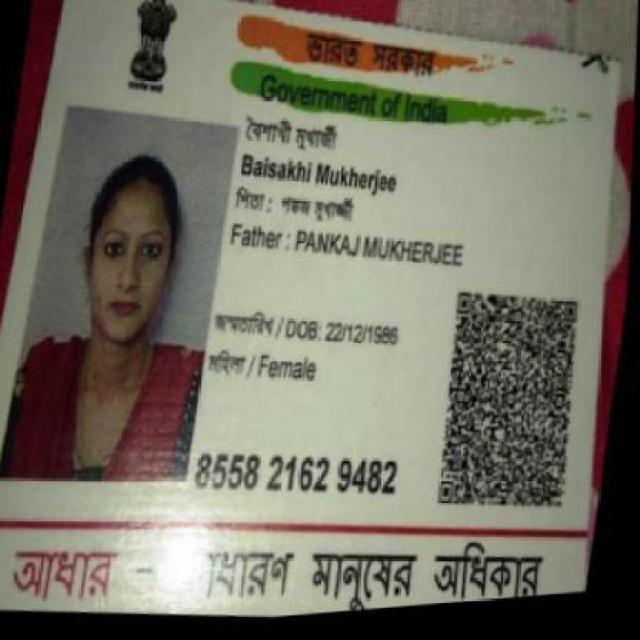 ভারত সরকার
Government of India
বৈশাখী মুখার্জী
Baisakhi Mukherjee
পিতা : পঙ্কজ মুখার্জ্জী
Father : PANKAJ MUKHERJEE
জন্মতারিখ / DOB: 22/12/1986
মহিলা / Female
8558 2162 9482
আধার - মানুষের অধিকার